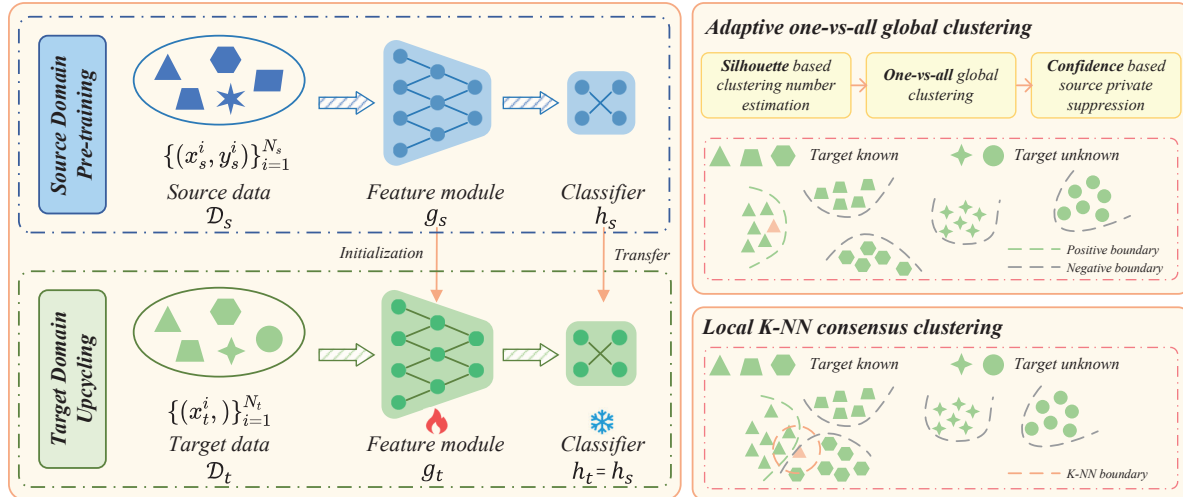 Source Domain
Pre-training
{(x_s^i, y_s^i)}_{i=1}^{N_s}
Source data
𝒟_s
Feature module
g_s
Classifier
h_s
Initialization
Transfer
Target Domain
Upcycling
{(x_t^i, )}_{i=1}^{N_t}
Target data
𝒟_t
Feature module
g_t
Classifier
h_t = h_s
Adaptive one-vs-all global clustering
Silhouette based
clustering number
estimation
One-vs-all global
clustering
Confidence based
source private
suppression
Target known
Target unknown
Positive boundary
Negative boundary
Local K-NN consensus clustering
Target known
Target unknown
K-NN boundary